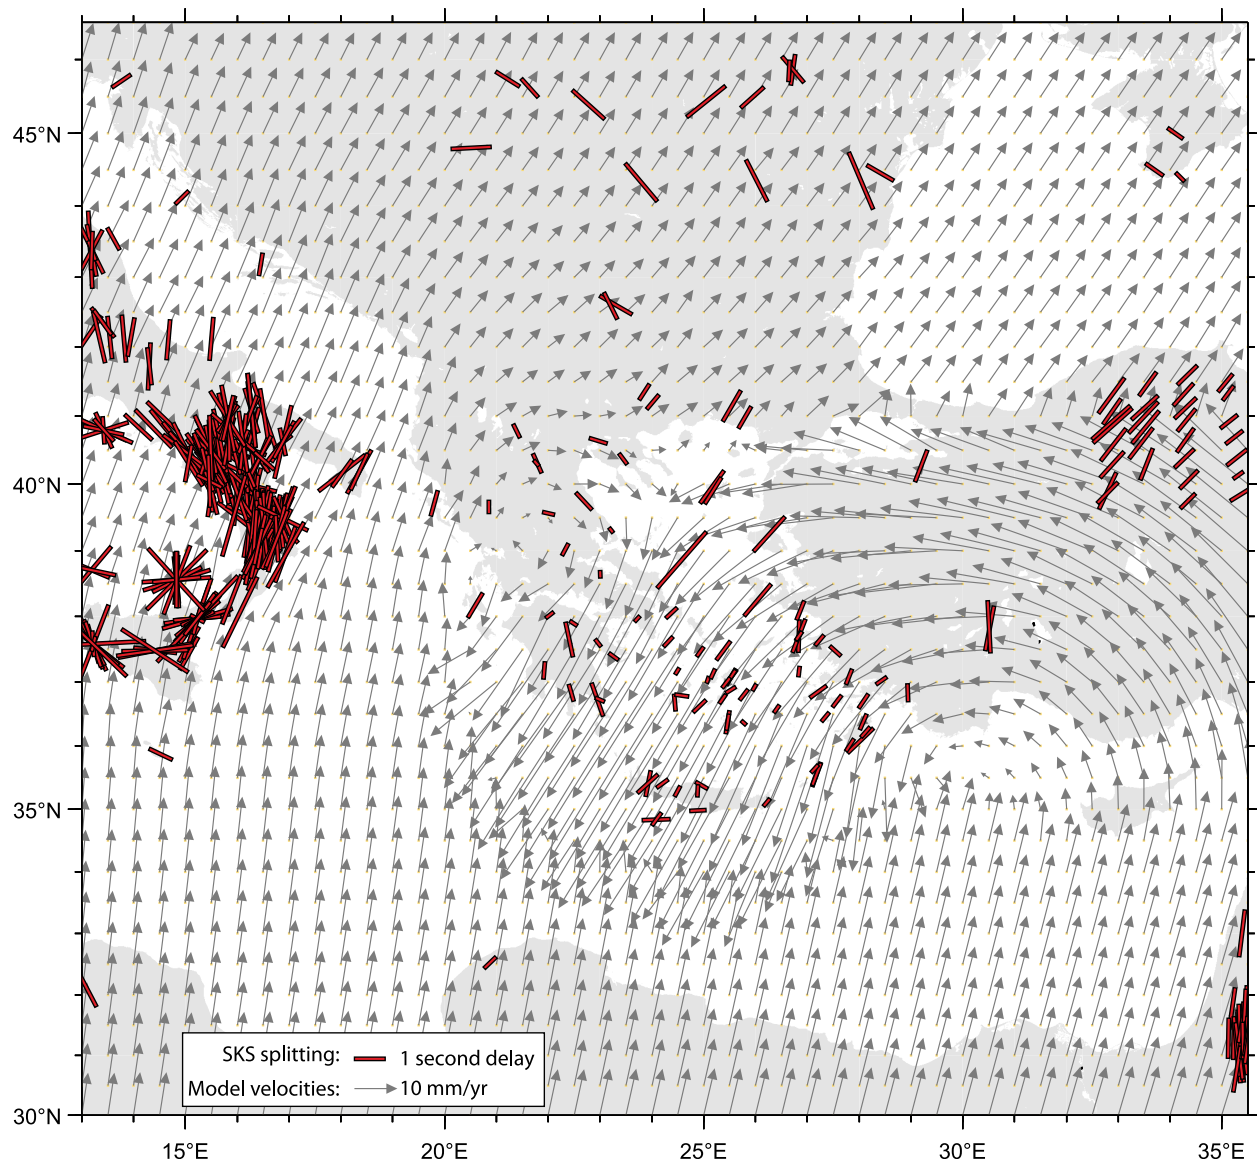 45°N
40°N
35°N
30°N
SKS splitting: 1 second delay
Model velocities: 10 mm/yr
15°E 20°E 25°E 30°E 35°E